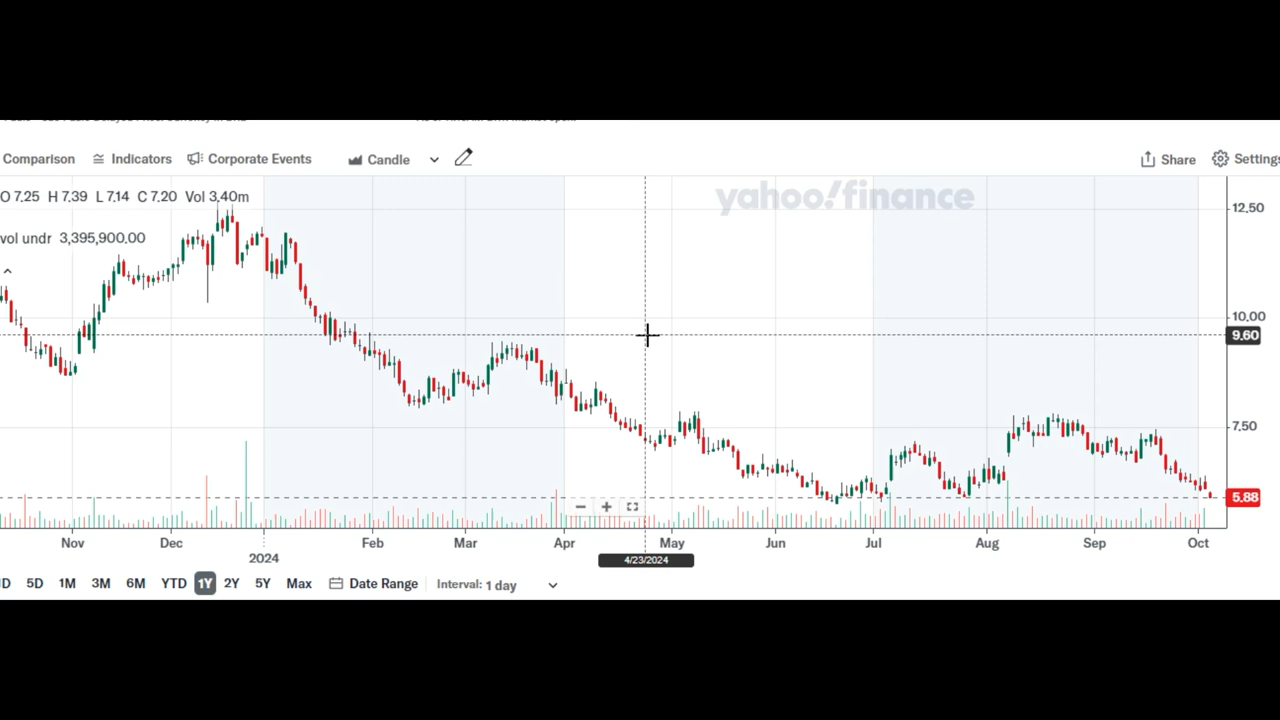 Comparison Indicators Corporate Events Candle Share Settings
yahoo!finance
O 7.25 H 7.39 L 7.14 C 7.20 Vol 3.40m
vol undr 3,395,900,00
12,50
10,00
9.60
7.50
5.88
Nov Dec Feb Mar Apr May Jun Jul Aug Sep Oct
2024
4/23/2024
5D 1M 3M 6M YTD 1Y 2Y 5Y Max Date Range Interval: 1 day